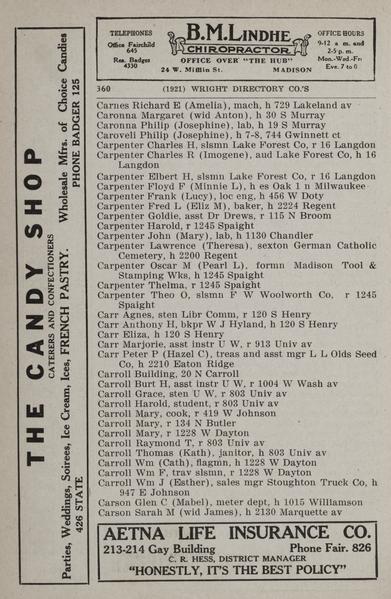 TELEPHONES
Office Fairchild
645
Res. Badger
4330
B.M. LINDHE
CHIROPRACTOR
OFFICE OVER "THE HUB"
24 W. Mifflin St. MADISON
OFFICE HOURS
9-12 a m. and
2-5 p. m.
Mon.-Wed.-Fri
Eve. 7 to 8
360 (1921) WRIGHT DIRECTORY CO.'S
Carnes Richard E (Amelia), mach, h 729 Lakeland av
Caronna Margaret (wid Anton), h 30 S Murray
Caronna Philip (Josephine), lab, h 19 S Murray
Carovell Philip (Josephine), h 7-8, 744 Gwinnett ct
Carpenter Charles H, slsmn Lake Forest Co, r 16 Langdon
Carpenter Charles R (Imogene), aud Lake Forest Co, h 16
Langdon
Carpenter Elbert H, slsmn Lake Forest Co, r 16 Langdon
Carpenter Floyd F (Minnie L), h es Oak 1 n Milwaukee
Carpenter Frank (Lucy), loc eng, h 456 W Doty
Carpenter Fred L (Eliz M), baker, h 2224 Regent
Carpenter Goldie, asst Dr Drews, r 115 N Broom
Carpenter Harold, r 1245 Spaight
Carpenter John (Mary), lab, h 1130 Chandler
Carpenter Lawrence (Theresa), sexton German Catholic
Cemetery, h 2200 Regent
Carpenter Oscar M (Pearl L), formn Madison Tool &
Stamping Wks, h 1245 Spaight
Carpenter Thelma, r 1245 Spaight
Carpenter Theo O, slsmn F W Woolworth Co, r 1245
Spaight
Carr Agnes, sten Libr Comm, r 120 S Henry
Carr Anthony H, bkpr W J Hyland, h 120 S Henry
Carr Eliza, h 120 S Henry
Carr Marjorie, asst instr U W, r 913 Univ av
Carr Peter P (Hazel C), treas and asst mgr L L Olds Seed
Co, h 2210 Eaton Ridge
Carroll Building, 20 N Carroll
Carroll Burt H, asst instr U W, r 1004 W Wash av
Carroll Grace, sten U W, r 803 Univ av
Carroll Harold, student, r 803 Univ av
Carroll Mary, cook, r 419 W Johnson
Carroll Mary, r 134 N Butler
Carroll Mary, r 1228 W Dayton
Carroll Raymond T, r 803 Univ av
Carroll Thomas (Kath), janitor, h 803 Univ av
Carroll Wm (Cath), flagmn, h 1228 W Dayton
Carroll Wm F, trav slsmn, r 1228 W Dayton
Carroll Wm J (Esther), sales mgr Stoughton Truck Co, h
947 E Johnson
Carson Glen C (Mabel), meter dept, h 1015 Williamson
Carson Sarah M (wid James), h 2130 Marquette av
AETNA LIFE INSURANCE CO.
213-214 Gay Building Phone Fair. 826
C. R. HESS, DISTRICT MANAGER
"HONESTLY, IT'S THE BEST POLICY"
THE CANDY SHOP
CATERERS AND CONFECTIONERS
Wholesale Mfrs. of Choice Candies
Parties, Weddings, Soirees, Ice Cream, Ices, FRENCH PASTRY.
426 STATE PHONE BADGER 125